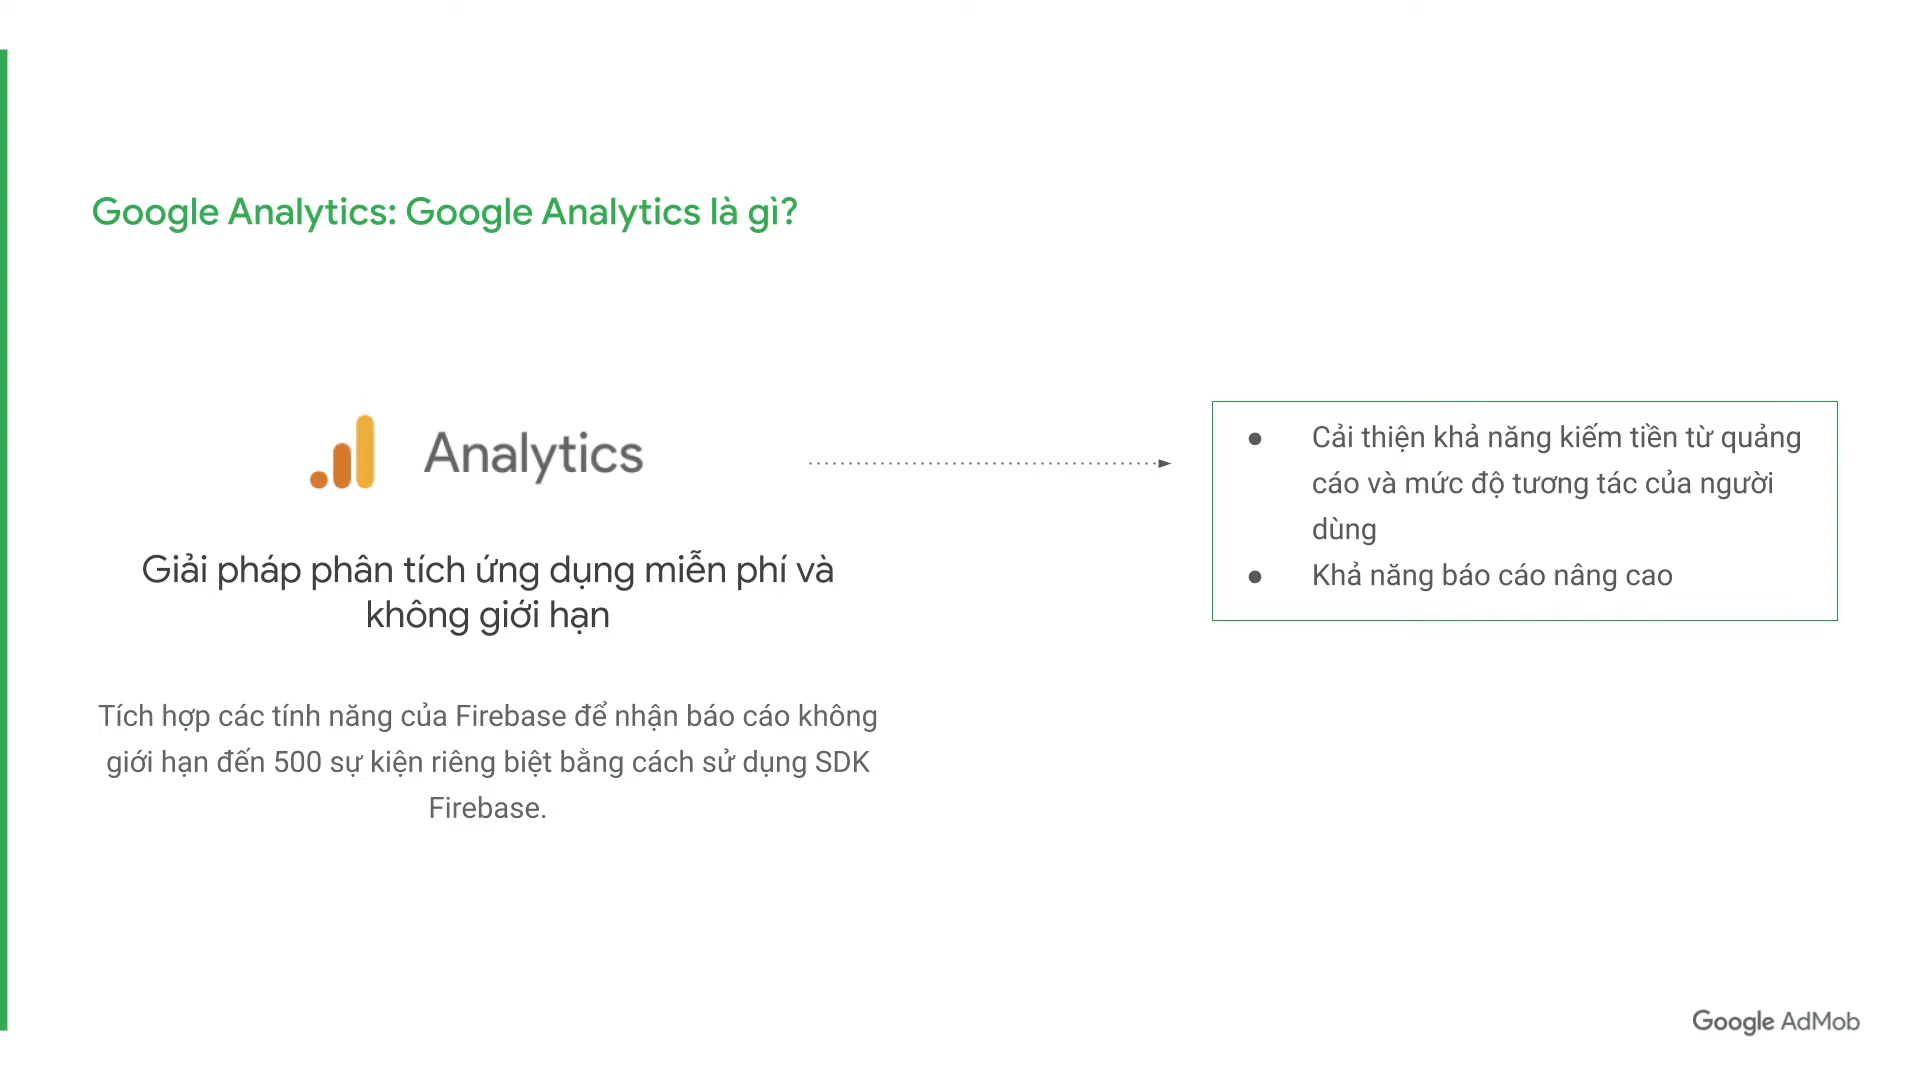 Google Analytics: Google Analytics là gì?
Analytics
Giải pháp phân tích ứng dụng miễn phí và
không giới hạn
Tích hợp các tính năng của Firebase để nhận báo cáo không
giới hạn đến 500 sự kiện riêng biệt bằng cách sử dụng SDK
Firebase.
● Cải thiện khả năng kiếm tiền từ quảng
cáo và mức độ tương tác của người
dùng
● Khả năng báo cáo nâng cao
Google AdMob